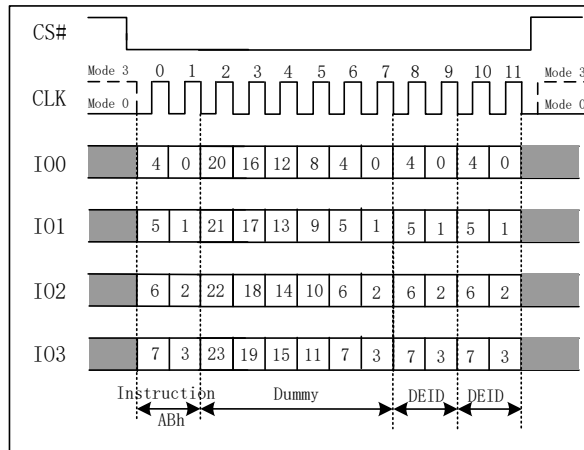 CS#
Mode 3 0 1 2 3 4 5 6 7 8 9 10 11 Mode 3
CLK
Mode 0 Mode 0
IO0 4 0 20 16 12 8 4 0 4 0 4 0
IO1 5 1 21 17 13 9 5 1 5 1 5 1
IO2 6 2 22 18 14 10 6 2 6 2 6 2
IO3 7 3 23 19 15 11 7 3 7 3 7 3
Instruction Dummy DEID DEID
ABh